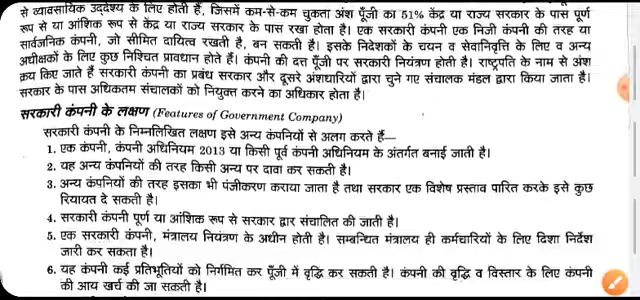 से व्यावसायिक उद्देश्य के लिए होती हैं, जिसमें कम-से-कम चुकता अंश पूँजी का 51% केंद्र या राज्य सरकार के पास पूर्ण
रूप से या आंशिक रूप से केंद्र या राज्य सरकार के पास रखा होता है। एक सरकारी कंपनी एक निजी कंपनी की तरह या
सार्वजनिक कंपनी, जो सीमित दायित्व रखती है, बन सकती है। इसके निदेशकों के चयन व सेवानिवृत्ति के लिए व अन्य
अधीक्षकों के लिए कुछ निश्चित प्रावधान होते हैं। कंपनी की दत्त पूँजी पर सरकारी नियंत्रण होती है। राष्ट्रपति के नाम से अंश
क्रय किए जाते हैं सरकारी कंपनी का प्रबंध सरकार और दूसरे अंशधारियों द्वारा चुने गए संचालक मंडल द्वारा किया जाता है।
सरकार के पास अधिकतम संचालकों को नियुक्त करने का अधिकार होता है।
सरकारी कंपनी के लक्षण (Features of Government Company)
सरकारी कंपनी के निम्नलिखित लक्षण इसे अन्य कंपनियों से अलग करते हैं—
1. एक कंपनी, कंपनी अधिनियम 2013 या किसी पूर्व कंपनी अधिनियम के अंतर्गत बनाई जाती है।
2. यह अन्य कंपनियों की तरह किसी अन्य पर दावा कर सकती है।
3. अन्य कंपनियों की तरह इसका भी पंजीकरण कराया जाता है तथा सरकार एक विशेष प्रस्ताव पारित करके इसे कुछ
रियायत दे सकती है।
4. सरकारी कंपनी पूर्ण या आंशिक रूप से सरकार द्वार संचालित की जाती है।
5. एक सरकारी कंपनी, मंत्रालय नियंत्रण के अधीन होती है। सम्बन्धित मंत्रालय ही कर्मचारियों के लिए दिशा निर्देश
जारी कर सकता है।
6. यह कंपनी कई प्रतिभूतियों को निर्गमित कर पूँजी में वृद्धि कर सकती है। कंपनी की वृद्धि व विस्तार के लिए कंपनी
की आय खर्च की जा सकती है।